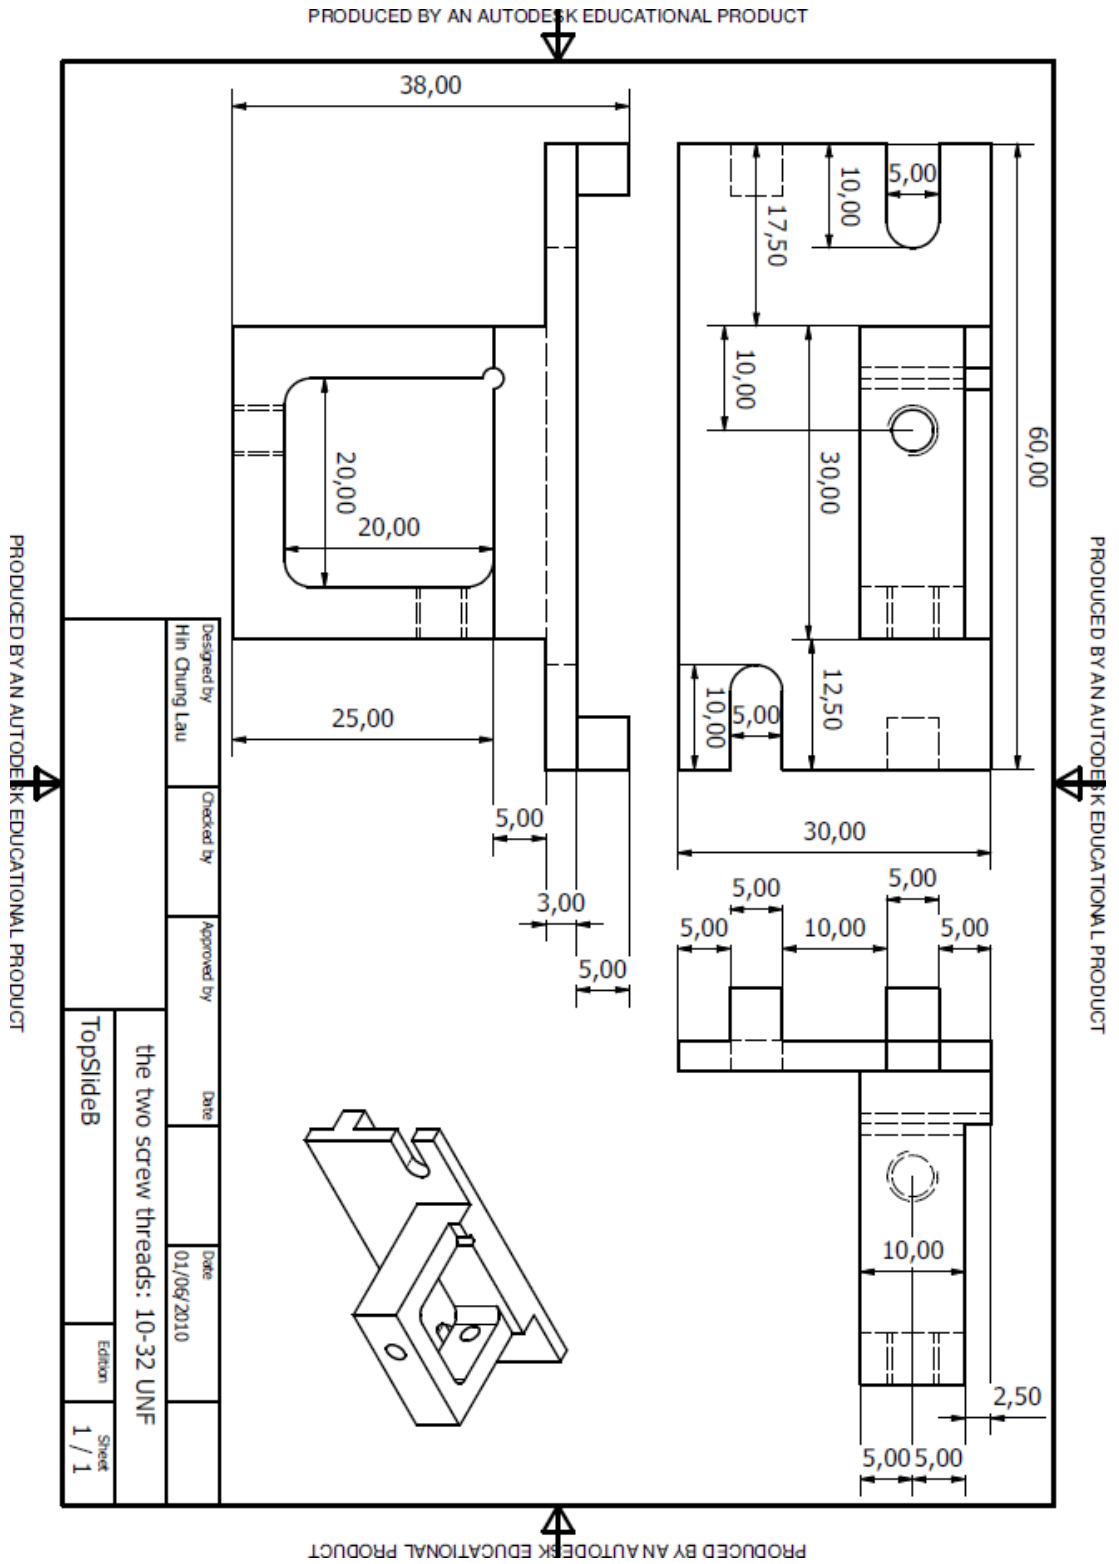 PRODUCED BY AN AUTODESK EDUCATIONAL PRODUCT
38,00
5,00
10,00
17,50
10,00
60,00
30,00
20,00
20,00
12,50
10,00
5,00
25,00
5,00
30,00
3,00
5,00
5,00
5,00
5,00
10,00
5,00
10,00
2,50
5,00
5,00
Designed by
Hin Chung Lau
Checked by
Approved by
Date
Date
01/06/2010
the two screw threads: 10-32 UNF
TopSlideB
Edition
Sheet
1 / 1
PRODUCED BY AN AUTODESK EDUCATIONAL PRODUCT
PRODUCED BY AN AUTODESK EDUCATIONAL PRODUCT
PRODUCED BY AN AUTODESK EDUCATIONAL PRODUCT